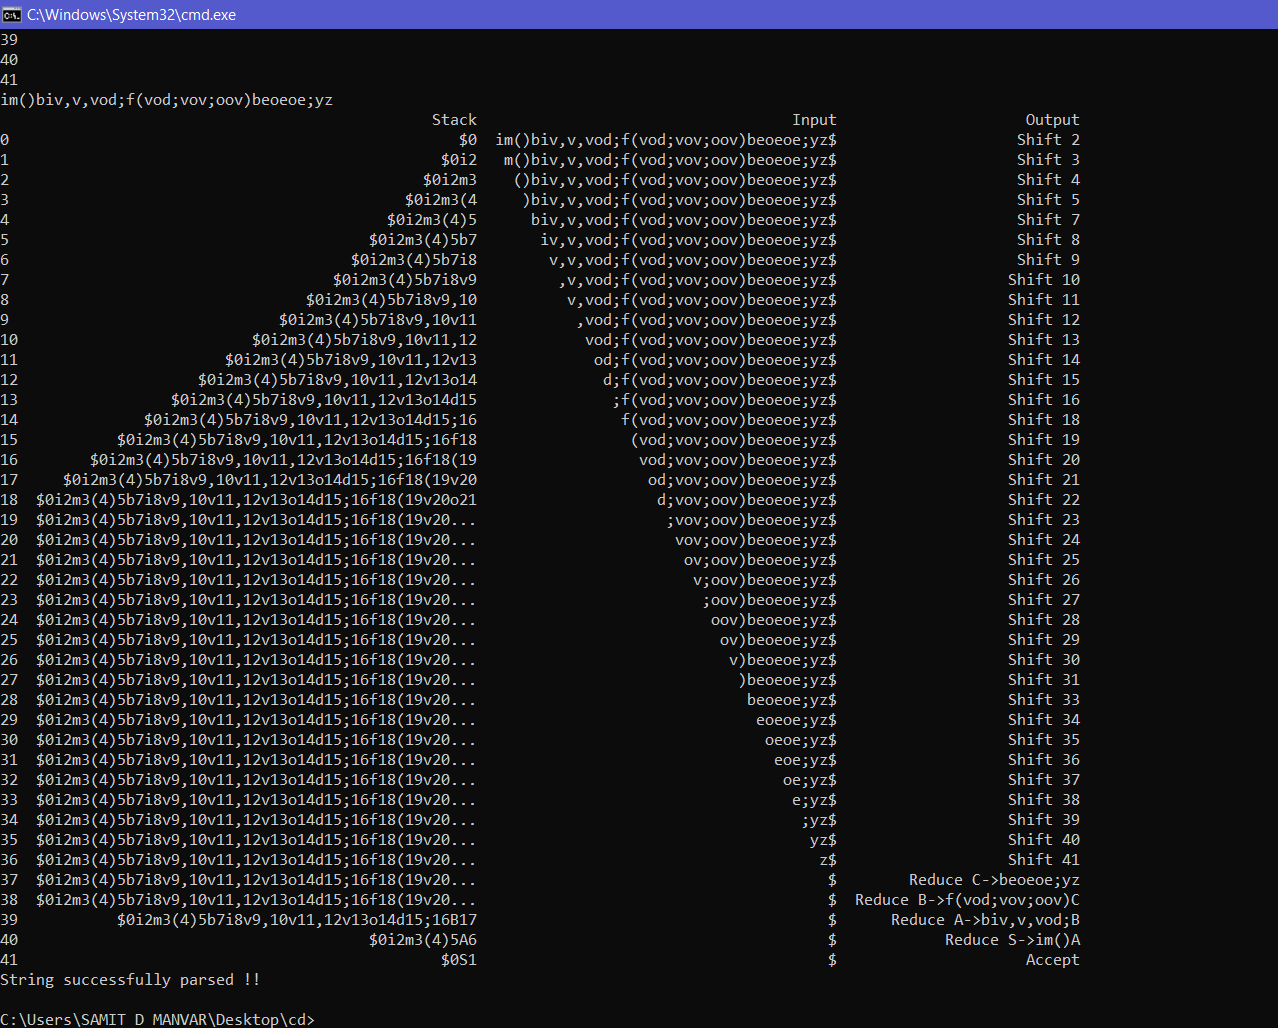 C:\Windows\System32\cmd.exe
39
40
41
im()biv,v,vod;f(vod;vov;oov)beoeoe;yz
Stack Input Output
0 $0 im()biv,v,vod;f(vod;vov;oov)beoeoe;yz$ Shift 2
1 $0i2 m()biv,v,vod;f(vod;vov;oov)beoeoe;yz$ Shift 3
2 $0i2m3 ()biv,v,vod;f(vod;vov;oov)beoeoe;yz$ Shift 4
3 $0i2m3(4 )biv,v,vod;f(vod;vov;oov)beoeoe;yz$ Shift 5
4 $0i2m3(4)5 biv,v,vod;f(vod;vov;oov)beoeoe;yz$ Shift 7
5 $0i2m3(4)5b7 iv,v,vod;f(vod;vov;oov)beoeoe;yz$ Shift 8
6 $0i2m3(4)5b7i8 v,v,vod;f(vod;vov;oov)beoeoe;yz$ Shift 9
7 $0i2m3(4)5b7i8v9 ,v,vod;f(vod;vov;oov)beoeoe;yz$ Shift 10
8 $0i2m3(4)5b7i8v9,10 v,vod;f(vod;vov;oov)beoeoe;yz$ Shift 11
9 $0i2m3(4)5b7i8v9,10v11 ,vod;f(vod;vov;oov)beoeoe;yz$ Shift 12
10 $0i2m3(4)5b7i8v9,10v11,12 vod;f(vod;vov;oov)beoeoe;yz$ Shift 13
11 $0i2m3(4)5b7i8v9,10v11,12v13 od;f(vod;vov;oov)beoeoe;yz$ Shift 14
12 $0i2m3(4)5b7i8v9,10v11,12v13o14 d;f(vod;vov;oov)beoeoe;yz$ Shift 15
13 $0i2m3(4)5b7i8v9,10v11,12v13o14d15 ;f(vod;vov;oov)beoeoe;yz$ Shift 16
14 $0i2m3(4)5b7i8v9,10v11,12v13o14d15;16 f(vod;vov;oov)beoeoe;yz$ Shift 18
15 $0i2m3(4)5b7i8v9,10v11,12v13o14d15;16f18 (vod;vov;oov)beoeoe;yz$ Shift 19
16 $0i2m3(4)5b7i8v9,10v11,12v13o14d15;16f18(19 vod;vov;oov)beoeoe;yz$ Shift 20
17 $0i2m3(4)5b7i8v9,10v11,12v13o14d15;16f18(19v20 od;vov;oov)beoeoe;yz$ Shift 21
18 $0i2m3(4)5b7i8v9,10v11,12v13o14d15;16f18(19v20o21 d;vov;oov)beoeoe;yz$ Shift 22
19 $0i2m3(4)5b7i8v9,10v11,12v13o14d15;16f18(19v20... ;vov;oov)beoeoe;yz$ Shift 23
20 $0i2m3(4)5b7i8v9,10v11,12v13o14d15;16f18(19v20... vov;oov)beoeoe;yz$ Shift 24
21 $0i2m3(4)5b7i8v9,10v11,12v13o14d15;16f18(19v20... ov;oov)beoeoe;yz$ Shift 25
22 $0i2m3(4)5b7i8v9,10v11,12v13o14d15;16f18(19v20... v;oov)beoeoe;yz$ Shift 26
23 $0i2m3(4)5b7i8v9,10v11,12v13o14d15;16f18(19v20... ;oov)beoeoe;yz$ Shift 27
24 $0i2m3(4)5b7i8v9,10v11,12v13o14d15;16f18(19v20... oov)beoeoe;yz$ Shift 28
25 $0i2m3(4)5b7i8v9,10v11,12v13o14d15;16f18(19v20... ov)beoeoe;yz$ Shift 29
26 $0i2m3(4)5b7i8v9,10v11,12v13o14d15;16f18(19v20... v)beoeoe;yz$ Shift 30
27 $0i2m3(4)5b7i8v9,10v11,12v13o14d15;16f18(19v20... )beoeoe;yz$ Shift 31
28 $0i2m3(4)5b7i8v9,10v11,12v13o14d15;16f18(19v20... beoeoe;yz$ Shift 33
29 $0i2m3(4)5b7i8v9,10v11,12v13o14d15;16f18(19v20... eoeoe;yz$ Shift 34
30 $0i2m3(4)5b7i8v9,10v11,12v13o14d15;16f18(19v20... oeoe;yz$ Shift 35
31 $0i2m3(4)5b7i8v9,10v11,12v13o14d15;16f18(19v20... eoe;yz$ Shift 36
32 $0i2m3(4)5b7i8v9,10v11,12v13o14d15;16f18(19v20... oe;yz$ Shift 37
33 $0i2m3(4)5b7i8v9,10v11,12v13o14d15;16f18(19v20... e;yz$ Shift 38
34 $0i2m3(4)5b7i8v9,10v11,12v13o14d15;16f18(19v20... ;yz$ Shift 39
35 $0i2m3(4)5b7i8v9,10v11,12v13o14d15;16f18(19v20... yz$ Shift 40
36 $0i2m3(4)5b7i8v9,10v11,12v13o14d15;16f18(19v20... z$ Shift 41
37 $0i2m3(4)5b7i8v9,10v11,12v13o14d15;16f18(19v20... $ Reduce C->beoeoe;yz
38 $0i2m3(4)5b7i8v9,10v11,12v13o14d15;16f18(19v20... $ Reduce B->f(vod;vov;oov)C
39 $0i2m3(4)5b7i8v9,10v11,12v13o14d15;16B17 $ Reduce A->biv,v,vod;B
40 $0i2m3(4)5A6 $ Reduce S->im()A
41 $0S1 $ Accept
String successfully parsed !!
C:\Users\SAMIT D MANVAR\Desktop\cd>